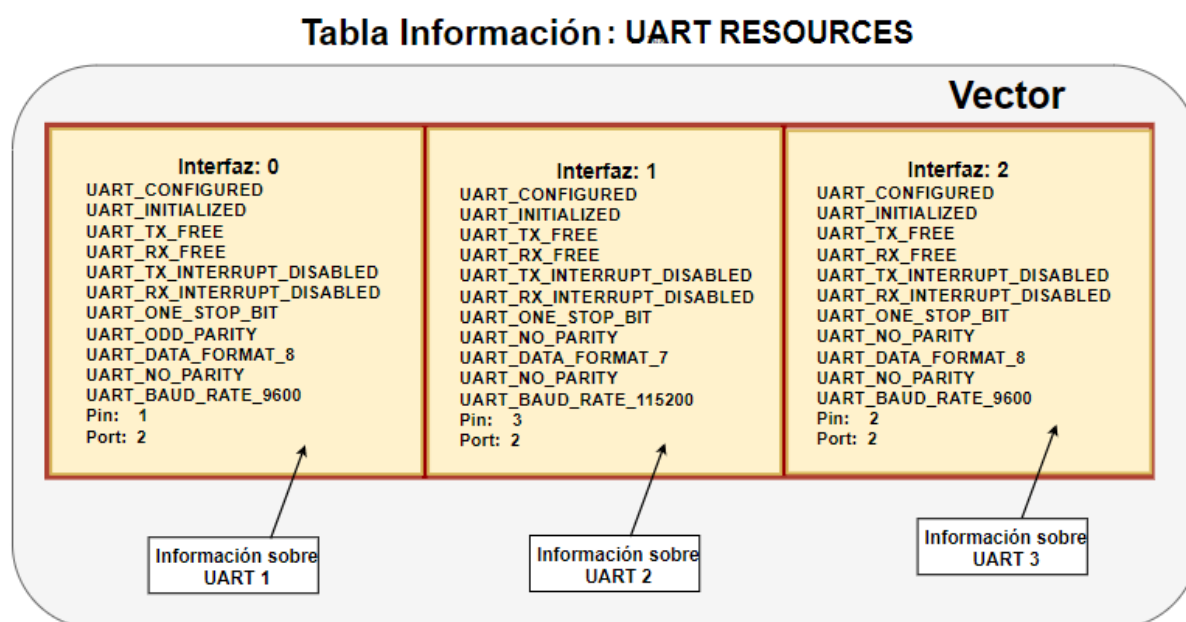 Tabla Información: UART RESOURCES
Vector
Interfaz: 0
UART_CONFIGURED
UART_INITIALIZED
UART_TX_FREE
UART_RX_FREE
UART_TX_INTERRUPT_DISABLED
UART_RX_INTERRUPT_DISABLED
UART_ONE_STOP_BIT
UART_ODD_PARITY
UART_DATA_FORMAT_8
UART_NO_PARITY
UART_BAUD_RATE_9600
Pin: 1
Port: 2
Interfaz: 1
UART_CONFIGURED
UART_INITIALIZED
UART_TX_FREE
UART_RX_FREE
UART_TX_INTERRUPT_DISABLED
UART_RX_INTERRUPT_DISABLED
UART_ONE_STOP_BIT
UART_NO_PARITY
UART_DATA_FORMAT_7
UART_NO_PARITY
UART_BAUD_RATE_115200
Pin: 3
Port: 2
Interfaz: 2
UART_CONFIGURED
UART_INITIALIZED
UART_TX_FREE
UART_RX_FREE
UART_TX_INTERRUPT_DISABLED
UART_RX_INTERRUPT_DISABLED
UART_ONE_STOP_BIT
UART_NO_PARITY
UART_DATA_FORMAT_8
UART_NO_PARITY
UART_BAUD_RATE_9600
Pin: 2
Port: 2
Información sobre
UART 1
Información sobre
UART 2
Información sobre
UART 3